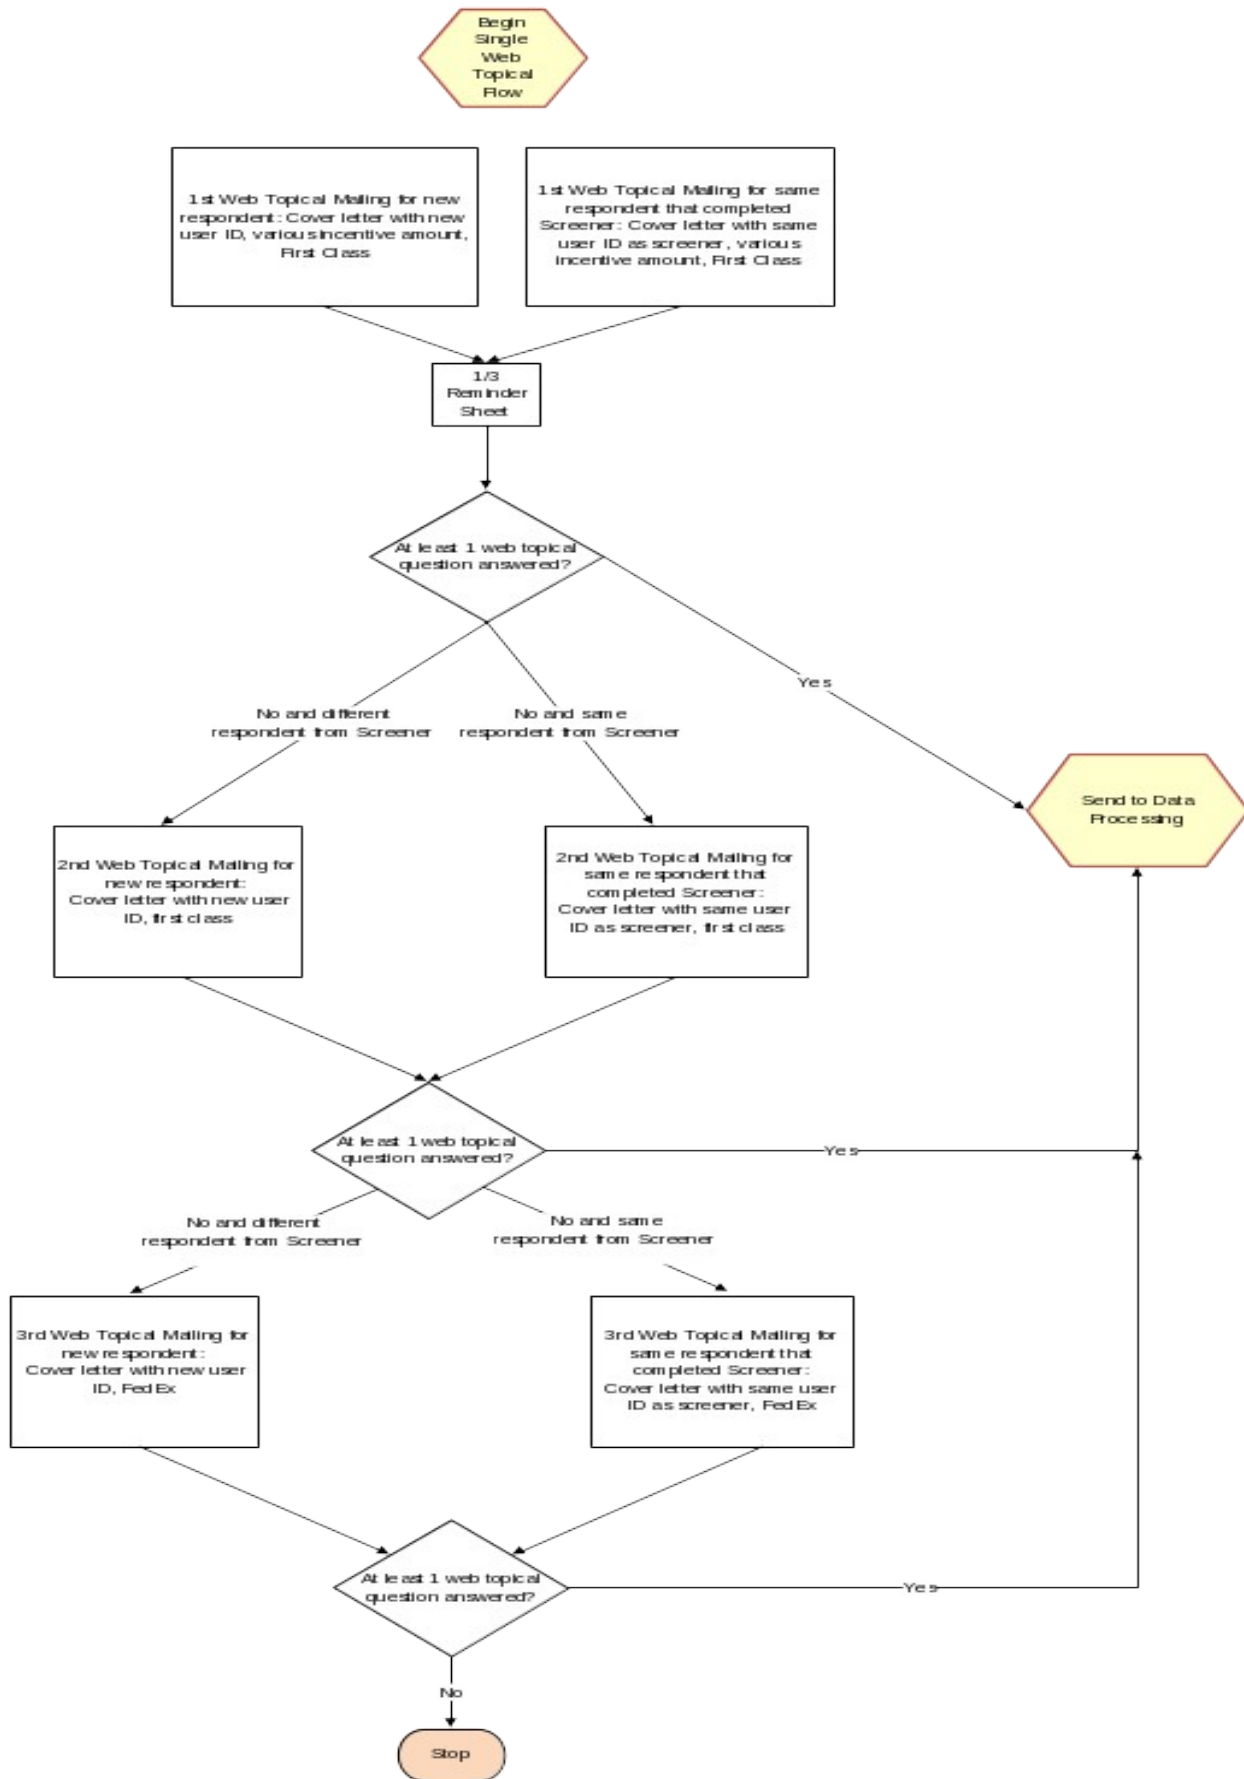 Begin
Single
Web
Topical
Flow
1st Web Topical Mailing for new
respondent: Cover letter with new
user ID, various incentive amount,
First Class
1st Web Topical Mailing for same
respondent that completed
Screener: Cover letter with same
user ID as screener, various
incentive amount, First Class
1/3
Reminder
Sheet
At least 1 web topical
question answered?
Yes
No and different
respondent from Screener
No and same
respondent from Screener
Send to Data
Processing
2nd Web Topical Mailing for
new respondent:
Cover letter with new user
ID, first class
2nd Web Topical Mailing for
same respondent that
completed Screener:
Cover letter with same user
ID as screener, first class
At least 1 web topical
question answered?
Yes
No and different
respondent from Screener
No and same
respondent from Screener
3rd Web Topical Mailing for
new respondent:
Cover letter with new user
ID, FedEx
3rd Web Topical Mailing for
same respondent that
completed Screener:
Cover letter with same user
ID as screener, FedEx
At least 1 web topical
question answered?
Yes
No
Stop